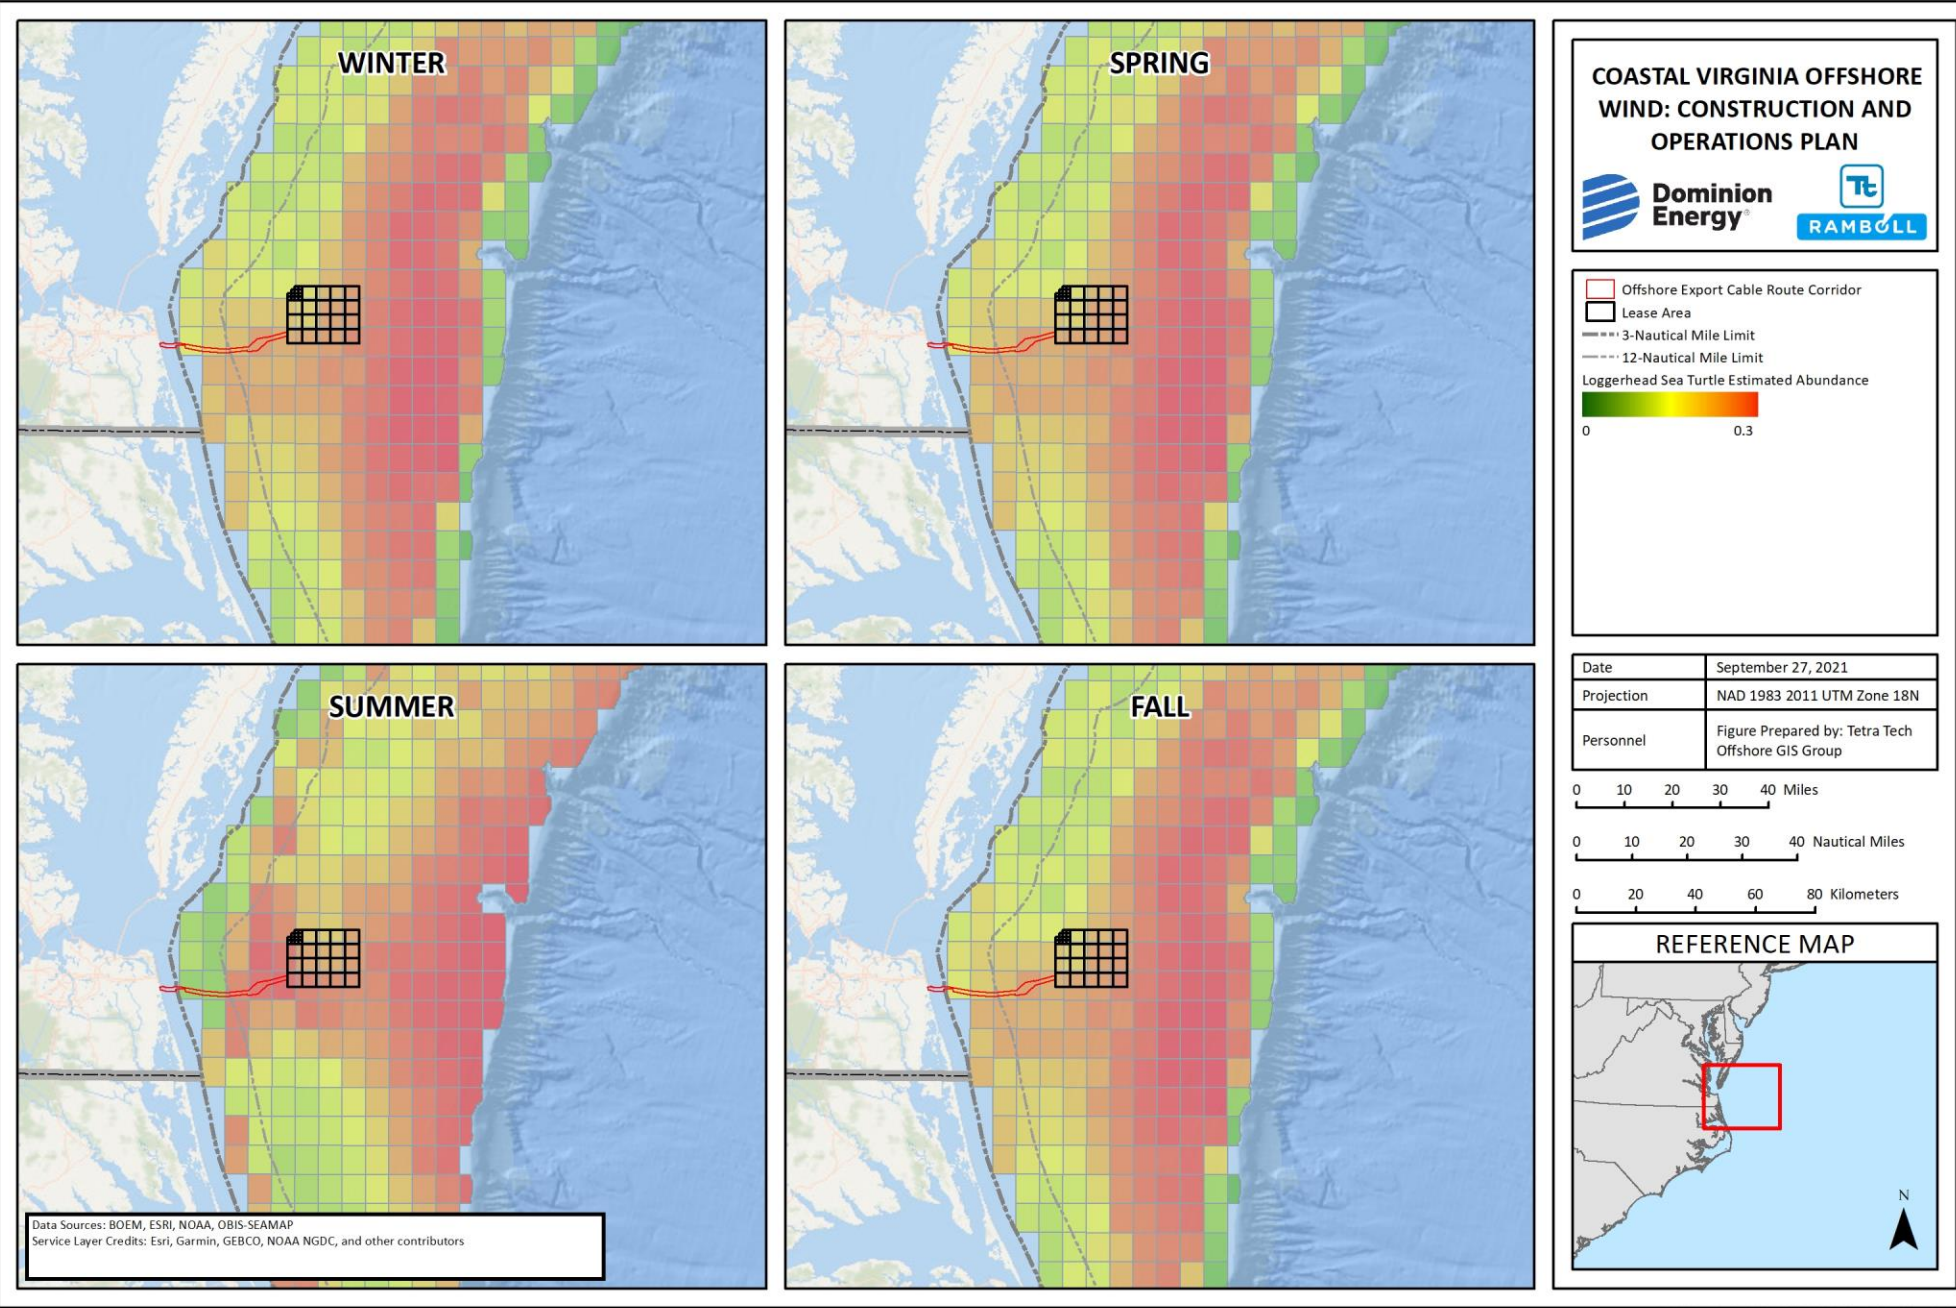 WINTER
SPRING
SUMMER
FALL
Data Sources: BOEM, ESRI, NOAA, OBIS-SEAMAP
Service Layer Credits: Esri, Garmin, GEBCO, NOAA NGDC, and other contributors
COASTAL VIRGINIA OFFSHORE
WIND: CONSTRUCTION AND
OPERATIONS PLAN
Dominion
Energy®
Tt
RAMBOLL
Offshore Export Cable Route Corridor
Lease Area
3-Nautical Mile Limit
12-Nautical Mile Limit
Loggerhead Sea Turtle Estimated Abundance
0 0.3
Date September 27, 2021
Projection NAD 1983 2011 UTM Zone 18N
Personnel Figure Prepared by: Tetra Tech
Offshore GIS Group
0 10 20 30 40 Miles
0 10 20 30 40 Nautical Miles
0 20 40 60 80 Kilometers
REFERENCE MAP
N